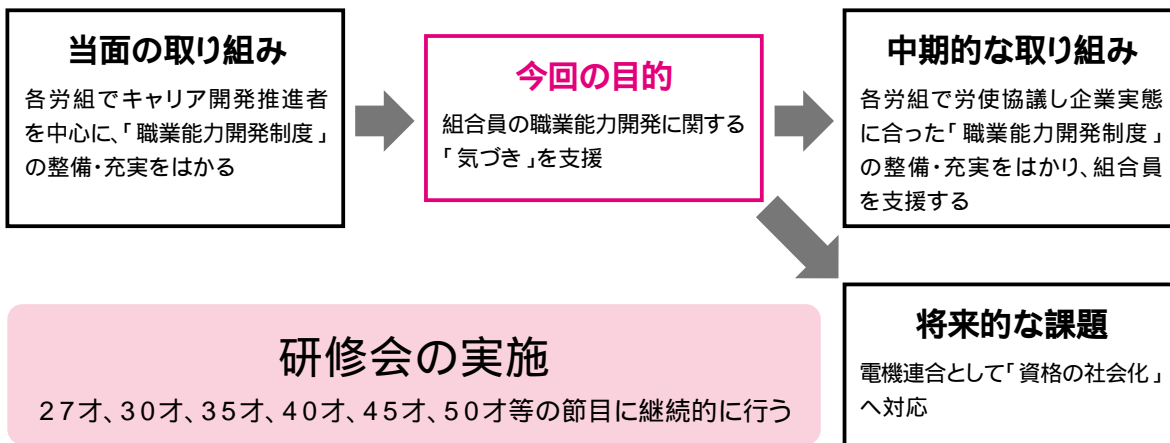 当面の取り組み
各労組でキャリア開発推進者
を中心に、「職業能力開発制度」
の整備・充実をはかる
今回の目的
組合員の職業能力開発に関する
「気づき」を支援
中期的な取り組み
各労組で労使協議し企業実態
に合った「職業能力開発制度」
の整備・充実をはかり、組合員
を支援する
将来的な課題
電機連合として「資格の社会化」
へ対応
研修会の実施
27才、30才、35才、40才、45才、50才等の節目に継続的に行う